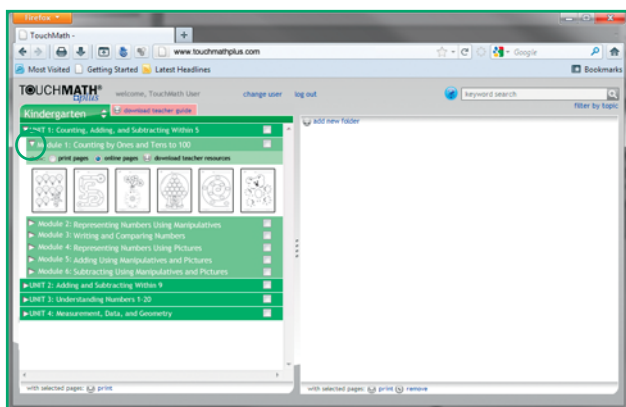 Firefox
TouchMath -
www.touchmathplus.com
Google
Most Visited Getting Started Latest Headlines Bookmarks
TOUCHMATH® plus welcome, TouchMath User change user log out keyword search
filter by topic
Kindergarten download teacher guide
add new folder
UNIT 1: Counting, Adding, and Subtracting Within 5
Module 1: Counting by Ones and Tens to 100
print pages online pages download teacher resources
Module 2: Representing Numbers Using Manipulatives
Module 3: Writing and Comparing Numbers
Module 4: Representing Numbers Using Pictures
Module 5: Adding Using Manipulatives and Pictures
Module 6: Subtracting Using Manipulatives and Pictures
UNIT 2: Adding and Subtracting Within 9
UNIT 3: Understanding Numbers 1-20
UNIT 4: Measurement, Data, and Geometry
with selected pages: print
with selected pages: print remove